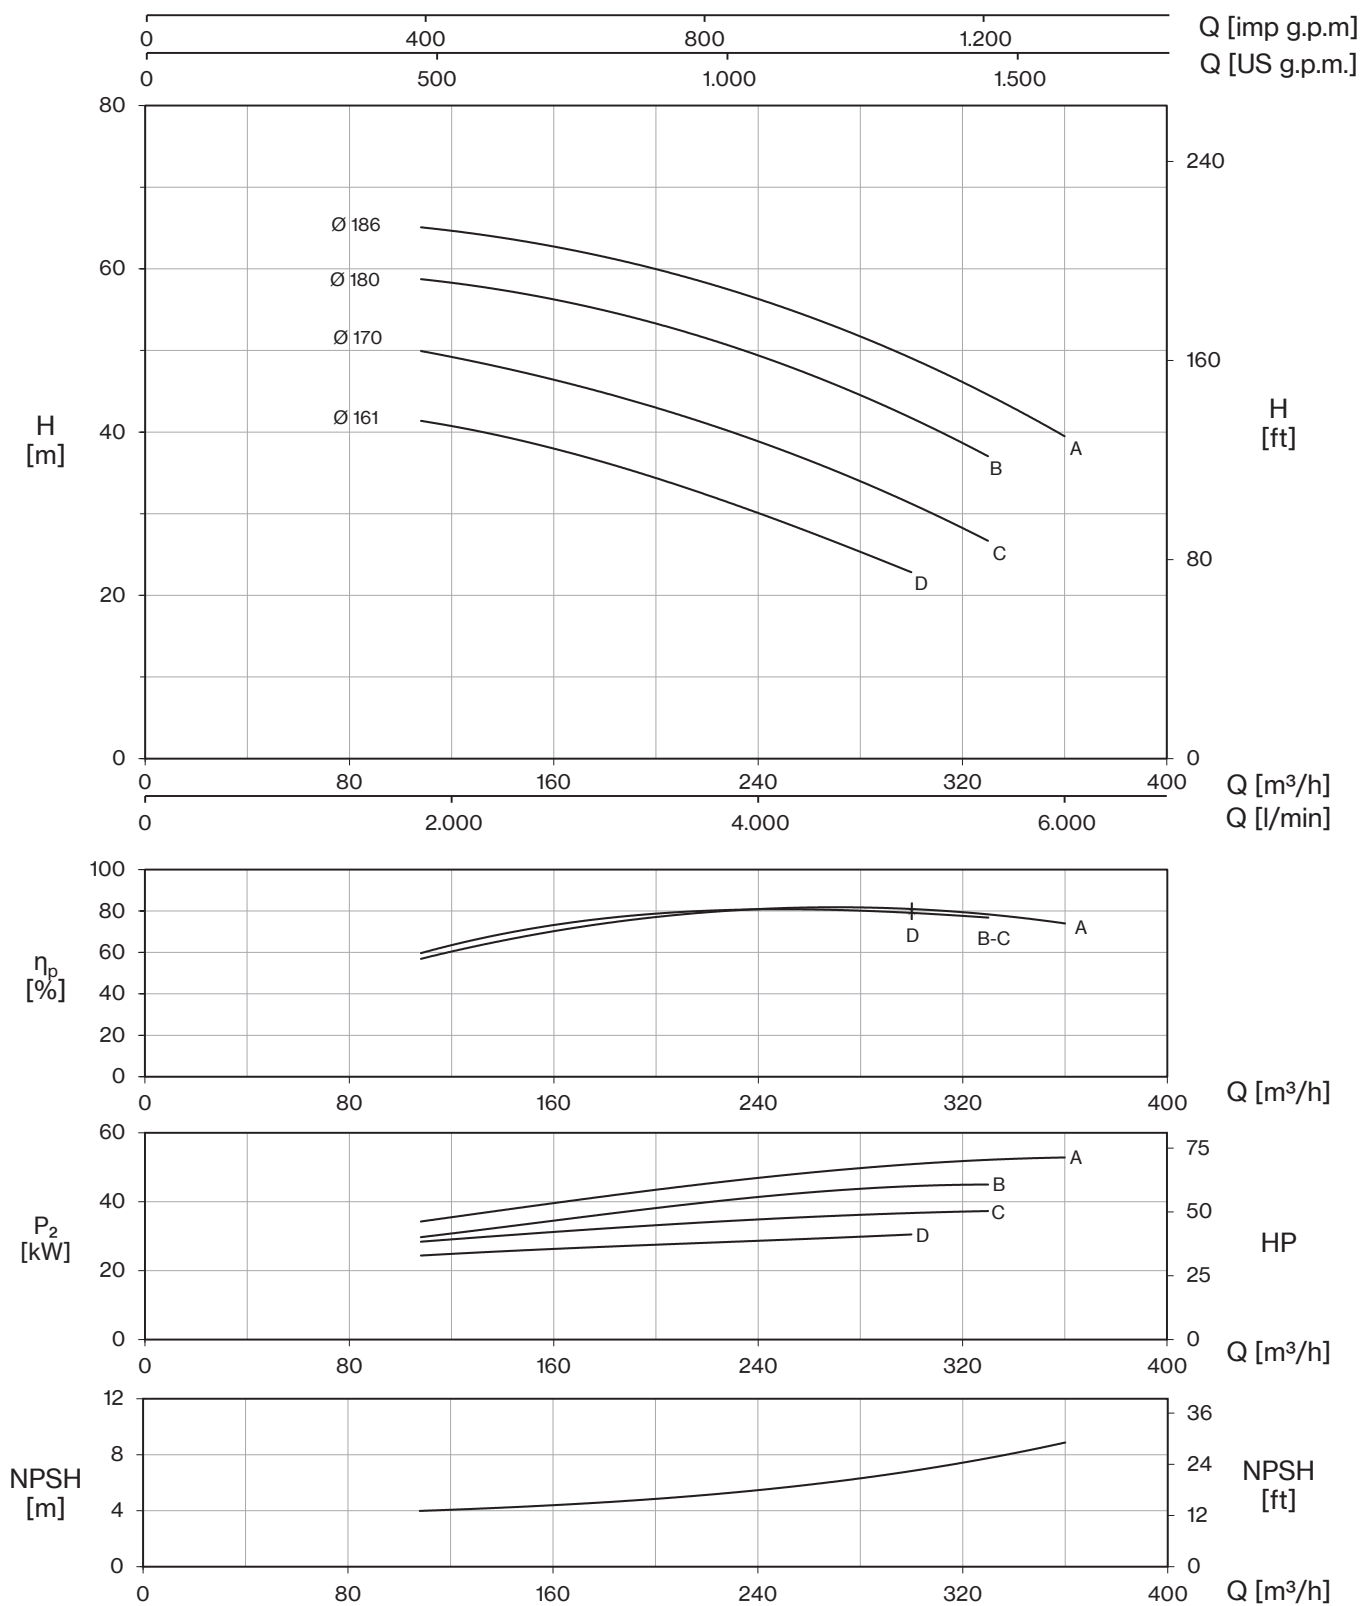 0 400 800 1.200 Q [imp g.p.m]
0 500 1.000 1.500 Q [US g.p.m.]
80
240
Ø 186
60
Ø 180
Ø 170
160
H
[m]
H
[ft]
Ø 161
40
A
B
C
80
D
20
0 0
0 80 160 240 320 400 Q [m³/h]
0 2.000 4.000 6.000 Q [l/min]
100
80
A
D B-C
ηp
[%]
60
40
20
0
0 80 160 240 320 400 Q [m³/h]
60
75
A
B
40
50
C
P₂
[kW]
D
HP
20
25
0 0
0 80 160 240 320 400 Q [m³/h]
12
36
8
24
NPSH
[m]
NPSH
[ft]
4
12
0 0
0 80 160 240 320 400 Q [m³/h]